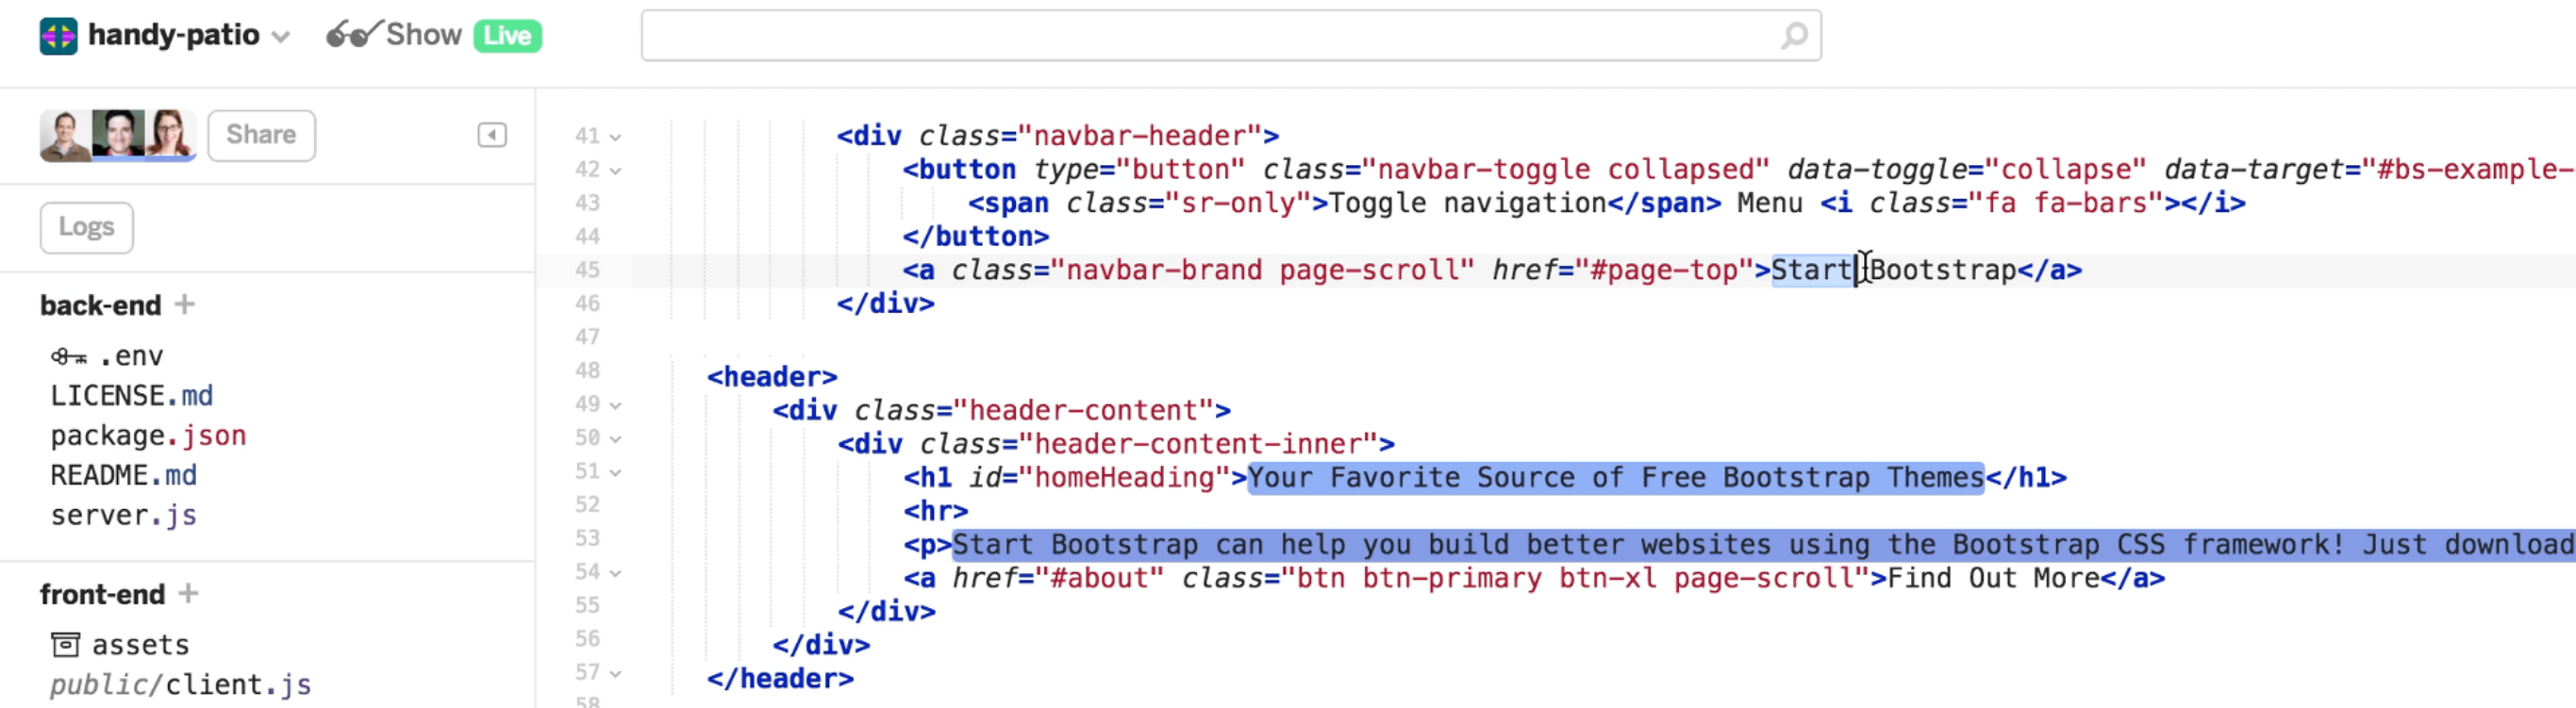 handy-patio Show Live
Share
Logs
back-end +
.env
LICENSE.md
package.json
README.md
server.js
front-end +
assets
public/client.js
41 <div class="navbar-header">
42 <button type="button" class="navbar-toggle collapsed" data-toggle="collapse" data-target="#bs-example-
43 <span class="sr-only">Toggle navigation</span> Menu <i class="fa fa-bars"></i>
44 </button>
45 <a class="navbar-brand page-scroll" href="#page-top">Start Bootstrap</a>
46 </div>
47
48 <header>
49 <div class="header-content">
50 <div class="header-content-inner">
51 <h1 id="homeHeading">Your Favorite Source of Free Bootstrap Themes</h1>
52 <hr>
53 <p>Start Bootstrap can help you build better websites using the Bootstrap CSS framework! Just download
54 <a href="#about" class="btn btn-primary btn-xl page-scroll">Find Out More</a>
55 </div>
56 </div>
57 </header>
58